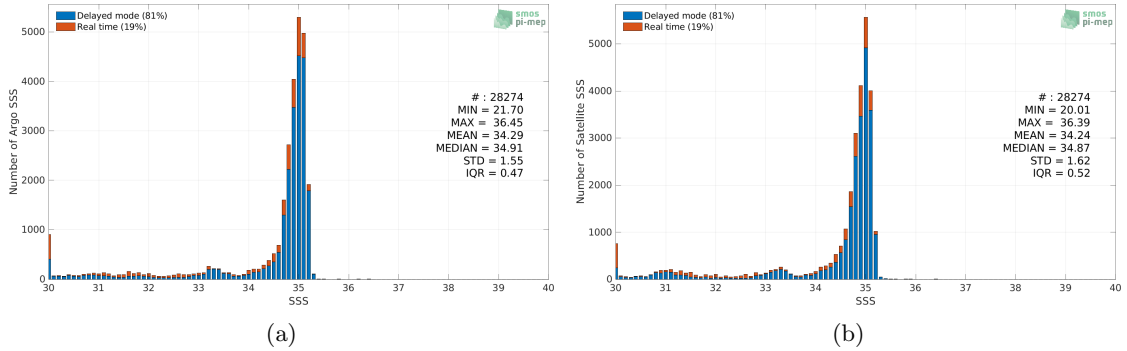 Delayed mode (81%)
Real time (19%)
smos
pi-mep
Number of Argo SSS
5000
4000
3000
2000
1000
0
# : 28274
MIN = 21.70
MAX = 36.45
MEAN = 34.29
MEDIAN = 34.91
STD = 1.55
IQR = 0.47
30 31 32 33 34 35 36 37 38 39 40
SSS
(a)
Delayed mode (81%)
Real time (19%)
smos
pi-mep
Number of Satellite SSS
5000
4000
3000
2000
1000
0
# : 28274
MIN = 20.01
MAX = 36.39
MEAN = 34.24
MEDIAN = 34.87
STD = 1.62
IQR = 0.52
30 31 32 33 34 35 36 37 38 39 40
SSS
(b)